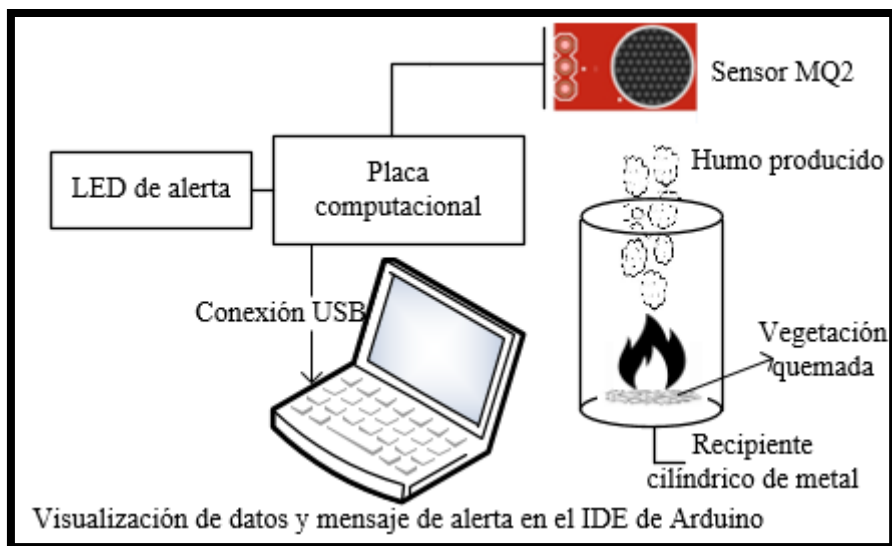 Sensor MQ2
Humo producido
LED de alerta
Placa
computacional
Conexión USB
Vegetación
quemada
Recipiente
cilíndrico de metal
Visualización de datos y mensaje de alerta en el IDE de Arduino